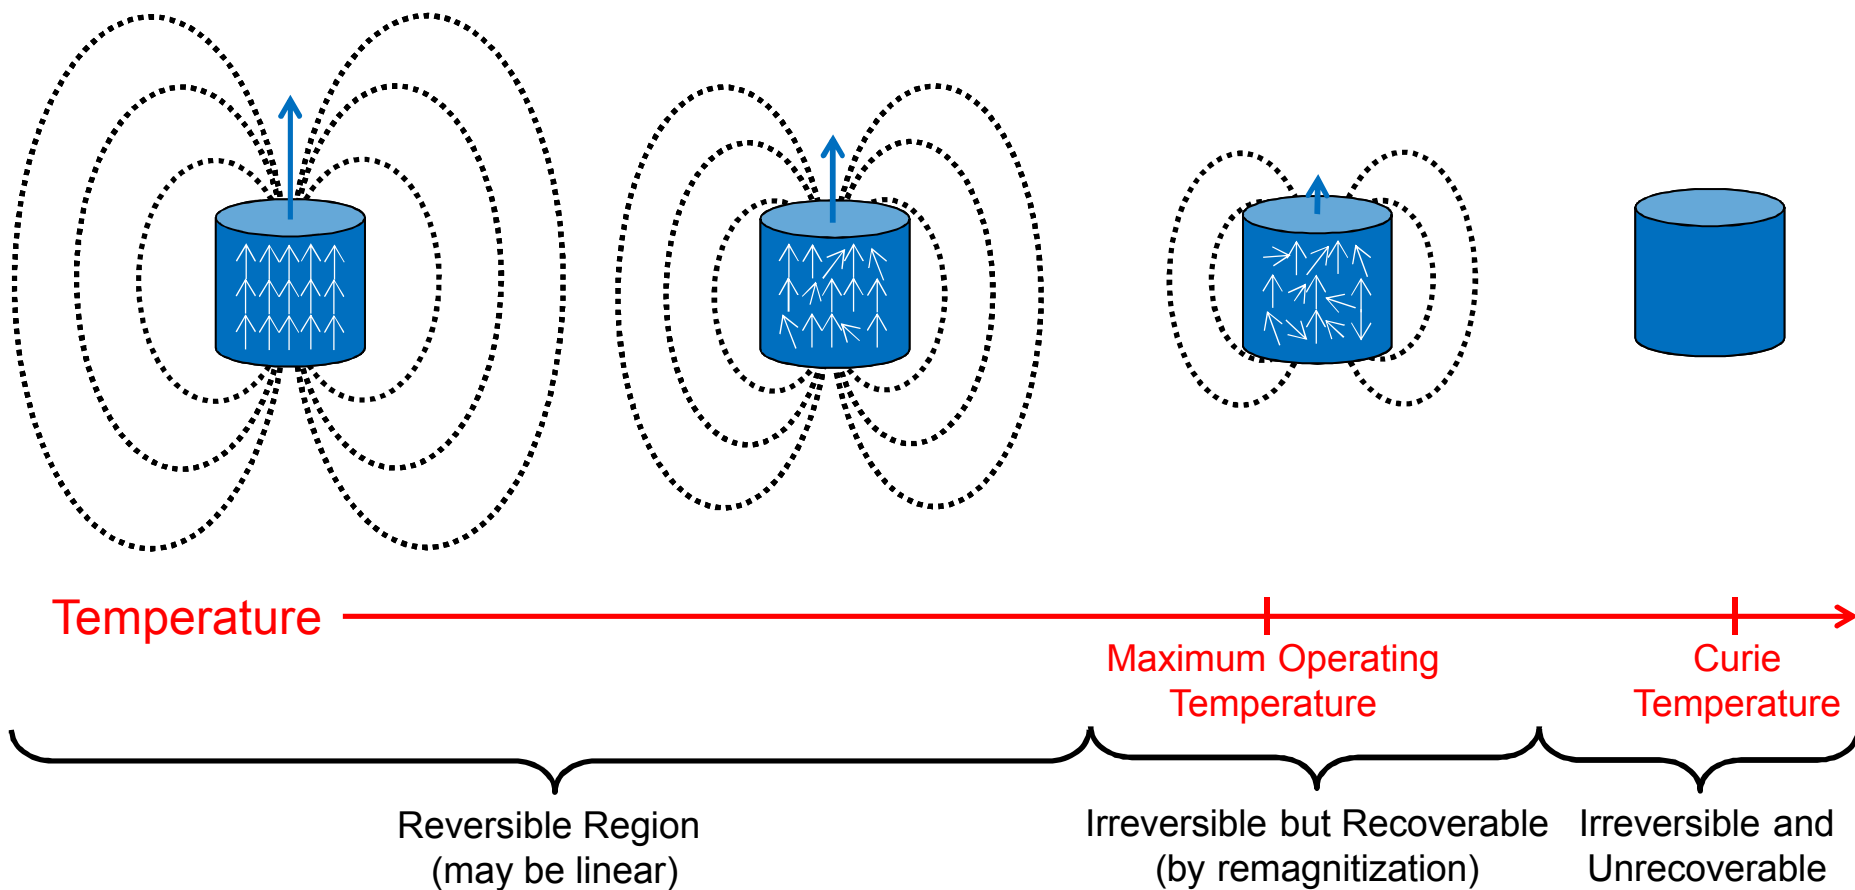 Temperature
Maximum Operating
Temperature
Curie
Temperature
Reversible Region
(may be linear)
Irreversible but Recoverable
(by remagnitization)
Irreversible and
Unrecoverable